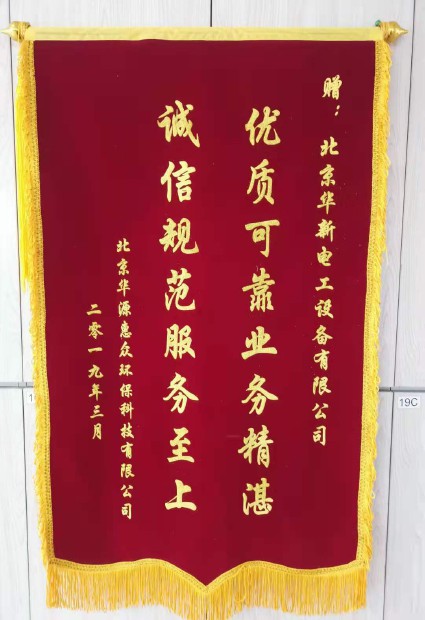 赠：北京华新电工设备有限公司
优质可靠业务精湛
诚信规范服务至上
北京华源惠众环保科技有限公司
二零一九年三月
19C